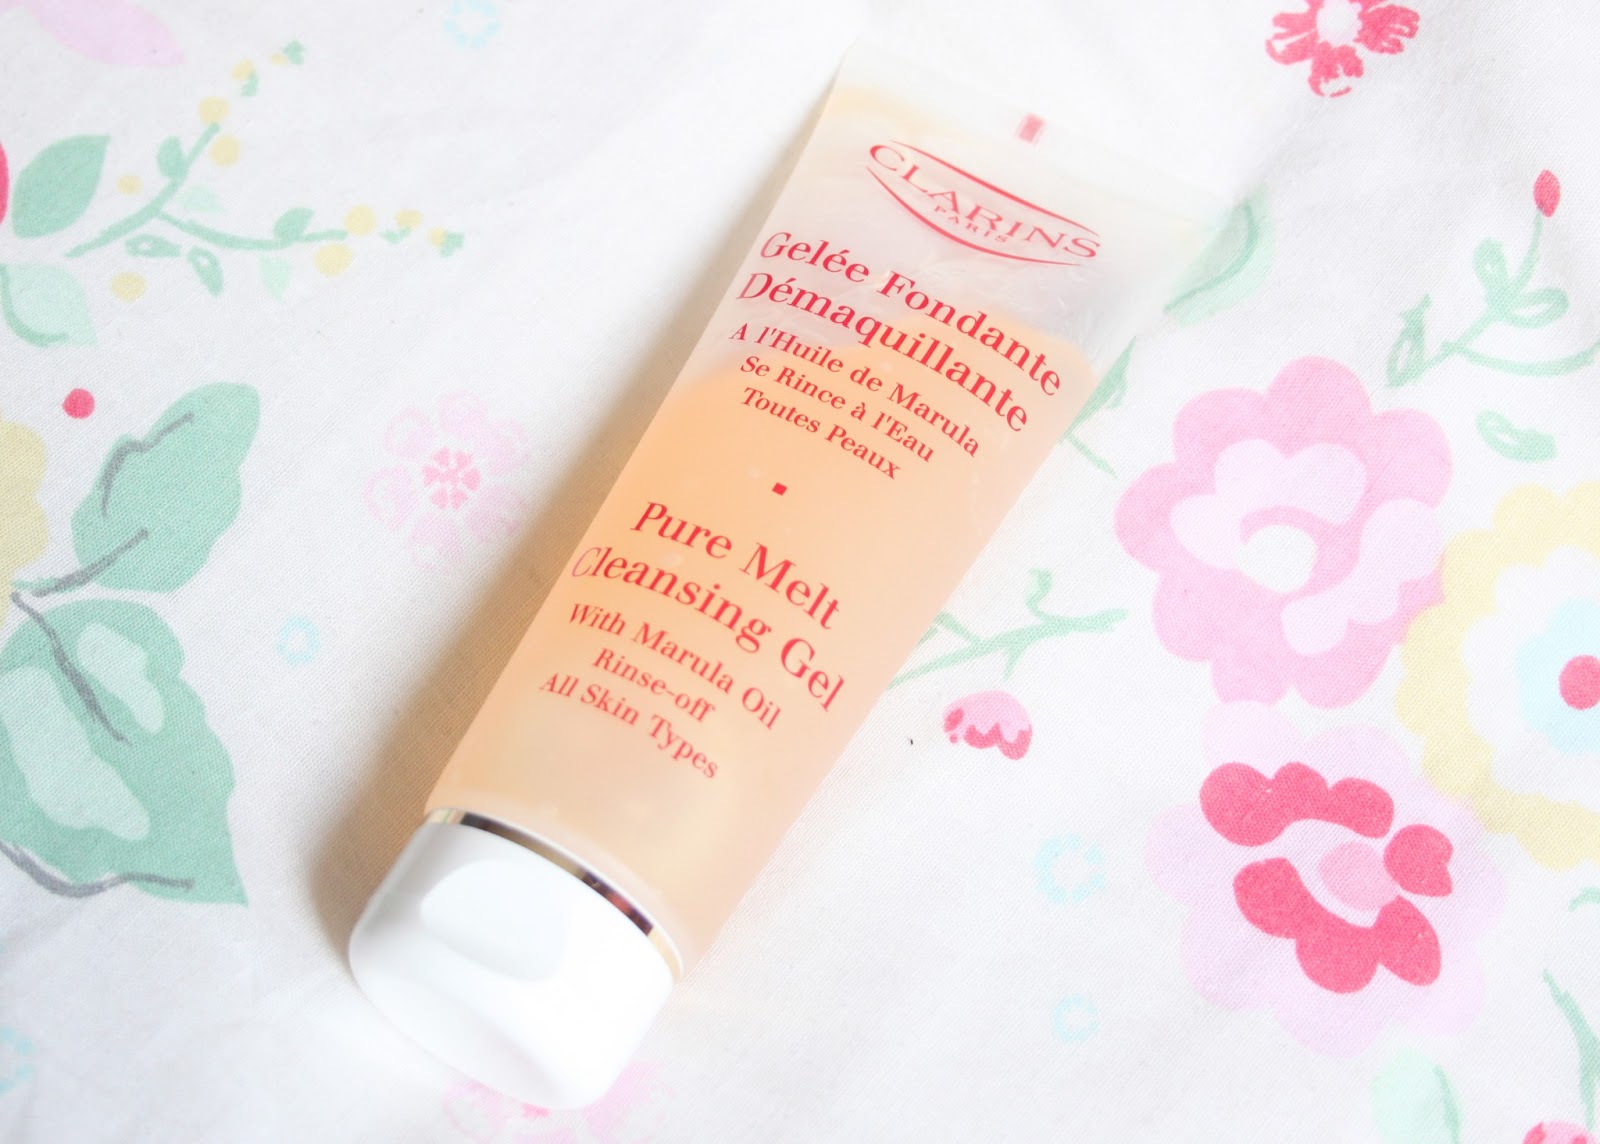 CLARINS
PARIS
Gelée Fondante
Démaquillante
A l'Huile de Marula
Se Rince à l'Eau
Toutes Peaux
Pure Melt
Cleansing Gel
With Marula Oil
Rinse-off
All Skin Types